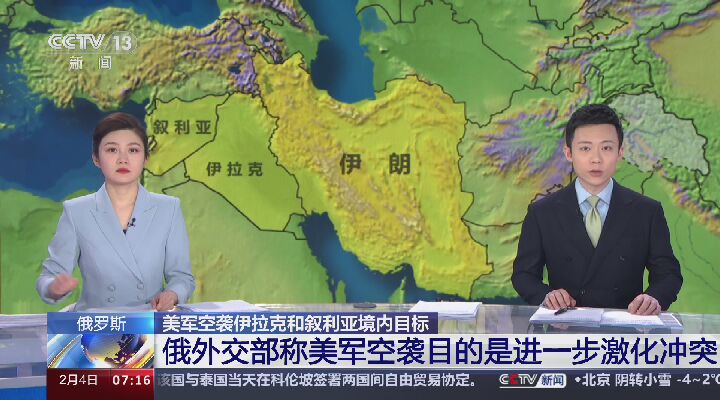 CCTV 13
新闻
叙利亚
伊拉克
伊朗
俄罗斯
美军空袭伊拉克和叙利亚境内目标
俄外交部称美军空袭目的是进一步激化冲突
2月4日 07:16 该国与泰国当天在科伦坡签署两国间自由贸易协定。 CCTV 新闻 •北京 阴转小雪 -4~2℃